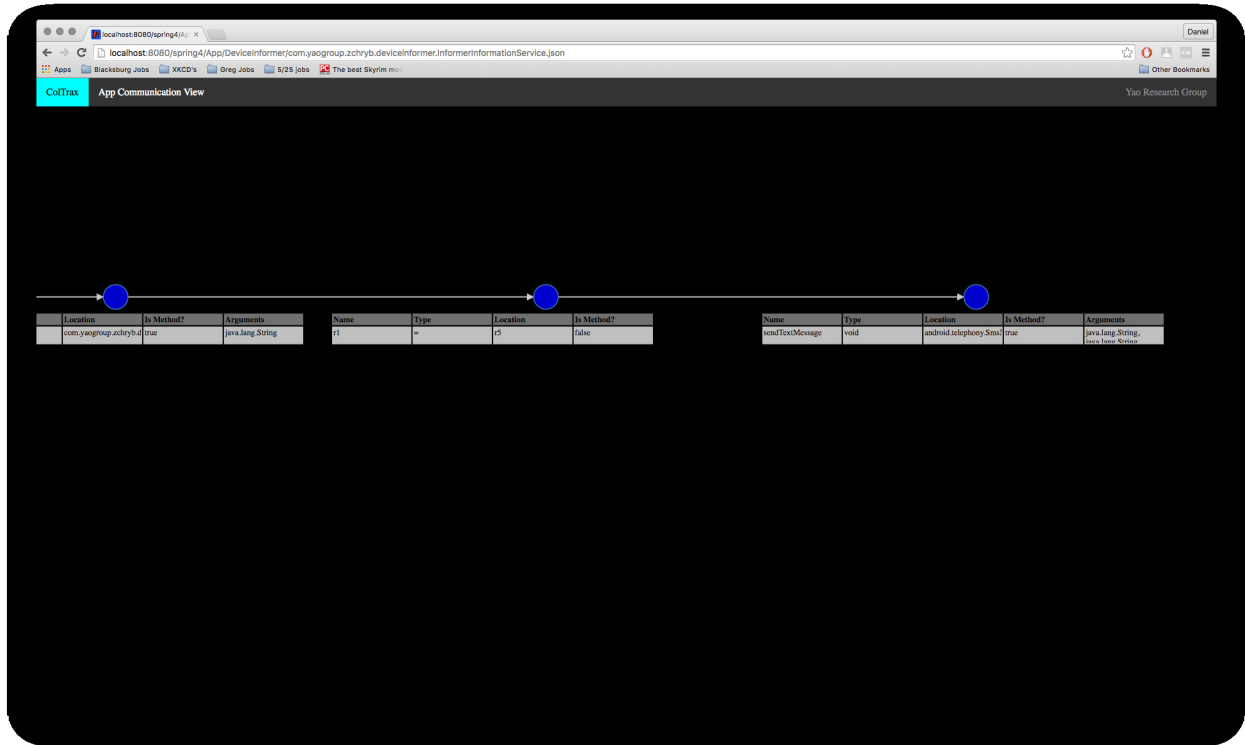 localhost:8080/spring4/Ap
Daniel
localhost:8080/spring4/App/DeviceInformer/com.yaogroup.zchryb.deviceinformer.InformerInformationService.json
Apps Blacksburg Jobs XKCD's Greg Jobs 5/25 jobs The best Skyrim mo Other Bookmarks
ColTrax App Communication View Yao Research Group
Location Is Method? Arguments Name Type Location Is Method? Name Type Location Is Method? Arguments
com.yaogroup.zchryb.d true java.lang.String r1 = r5 false sendTextMessage void android.telephony.Sms true java.lang.String,
java.lang.String